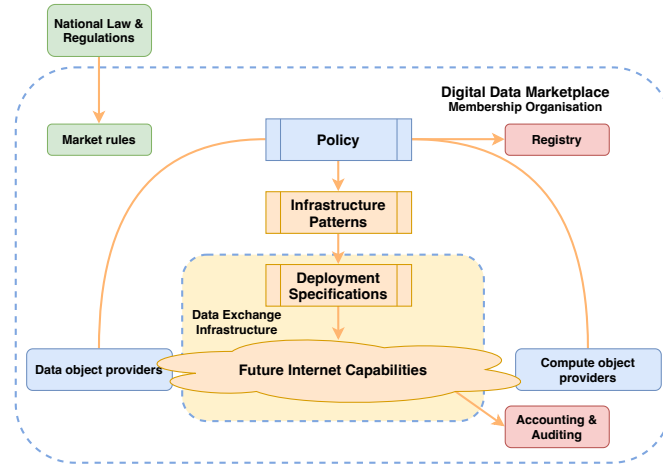 National Law &
Regulations
Digital Data Marketplace
Membership Organisation
Market rules
Policy
Registry
Infrastructure
Patterns
Deployment
Specifications
Data Exchange
Infrastructure
Data object providers
Future Internet Capabilities
Compute object
providers
Accounting &
Auditing